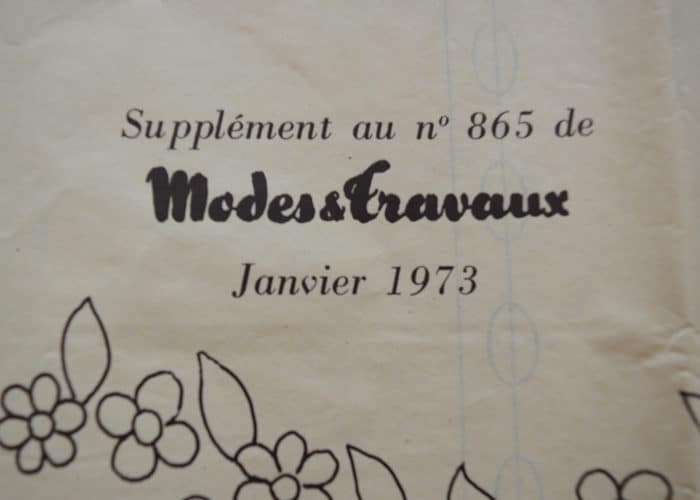 Supplément au nº 865 de
Modes & Travaux
Janvier 1973